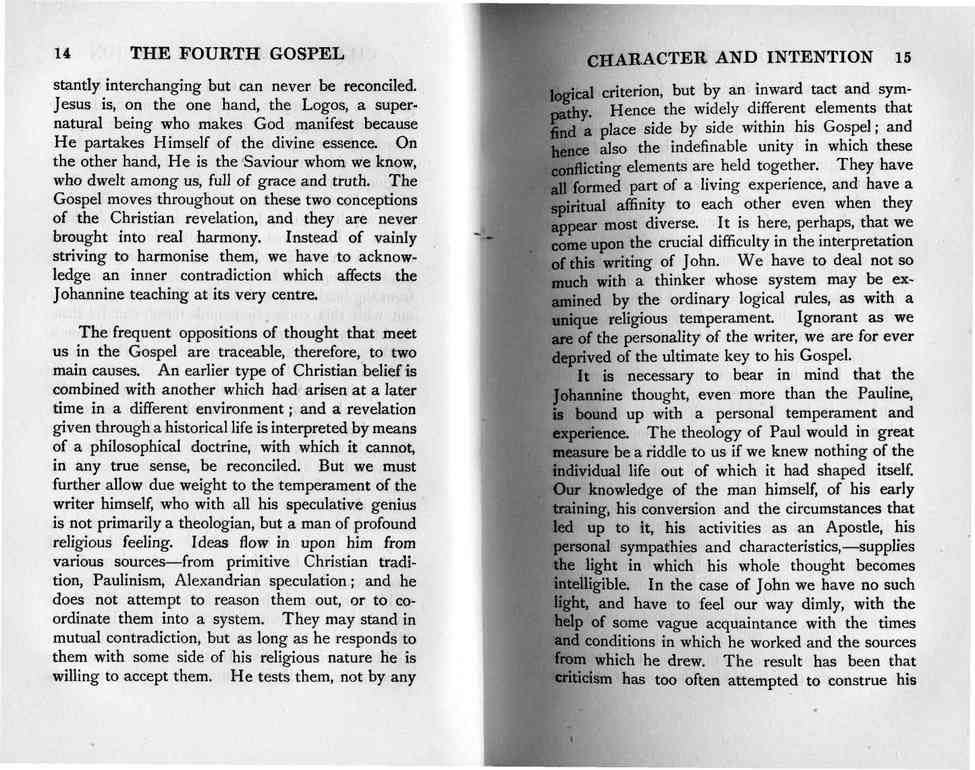 14 THE FOURTH GOSPEL
stantly interchanging but can never be reconciled.
Jesus is, on the one hand, the Logos, a super-
natural being who makes God manifest because
He partakes Himself of the divine essence. On
the other hand, He is the Saviour whom we know,
who dwelt among us, full of grace and truth. The
Gospel moves throughout on these two conceptions
of the Christian revelation, and they are never
brought into real harmony. Instead of vainly
striving to harmonise them, we have to acknow-
ledge an inner contradiction which affects the
Johannine teaching at its very centre.
The frequent oppositions of thought that meet
us in the Gospel are traceable, therefore, to two
main causes. An earlier type of Christian belief is
combined with another which had arisen at a later
time in a different environment; and a revelation
given through a historical life is interpreted by means
of a philosophical doctrine, with which it cannot,
in any true sense, be reconciled. But we must
further allow due weight to the temperament of the
writer himself, who with all his speculative genius
is not primarily a theologian, but a man of profound
religious feeling. Ideas flow in upon him from
various sources—from primitive Christian tradi-
tion, Paulinism, Alexandrian speculation; and he
does not attempt to reason them out, or to co-
ordinate them into a system. They may stand in
mutual contradiction, but as long as he responds to
them with some side of his religious nature he is
willing to accept them. He tests them, not by any
CHARACTER AND INTENTION 15
logical criterion, but by an inward tact and sym-
pathy. Hence the widely different elements that
find a place side by side within his Gospel; and
hence also the indefinable unity in which these
conflicting elements are held together. They have
all formed part of a living experience, and have a
spiritual affinity to each other even when they
appear most diverse. It is here, perhaps, that we
come upon the crucial difficulty in the interpretation
of this writing of John. We have to deal not so
much with a thinker whose system may be ex-
amined by the ordinary logical rules, as with a
unique religious temperament. Ignorant as we
are of the personality of the writer, we are for ever
deprived of the ultimate key to his Gospel.
It is necessary to bear in mind that the
Johannine thought, even more than the Pauline,
is bound up with a personal temperament and
experience. The theology of Paul would in great
measure be a riddle to us if we knew nothing of the
individual life out of which it had shaped itself.
Our knowledge of the man himself, of his early
training, his conversion and the circumstances that
led up to it, his activities as an Apostle, his
personal sympathies and characteristics,—supplies
the light in which his whole thought becomes
intelligible. In the case of John we have no such
light, and have to feel our way dimly, with the
help of some vague acquaintance with the times
and conditions in which he worked and the sources
from which he drew. The result has been that
criticism has too often attempted to construe his